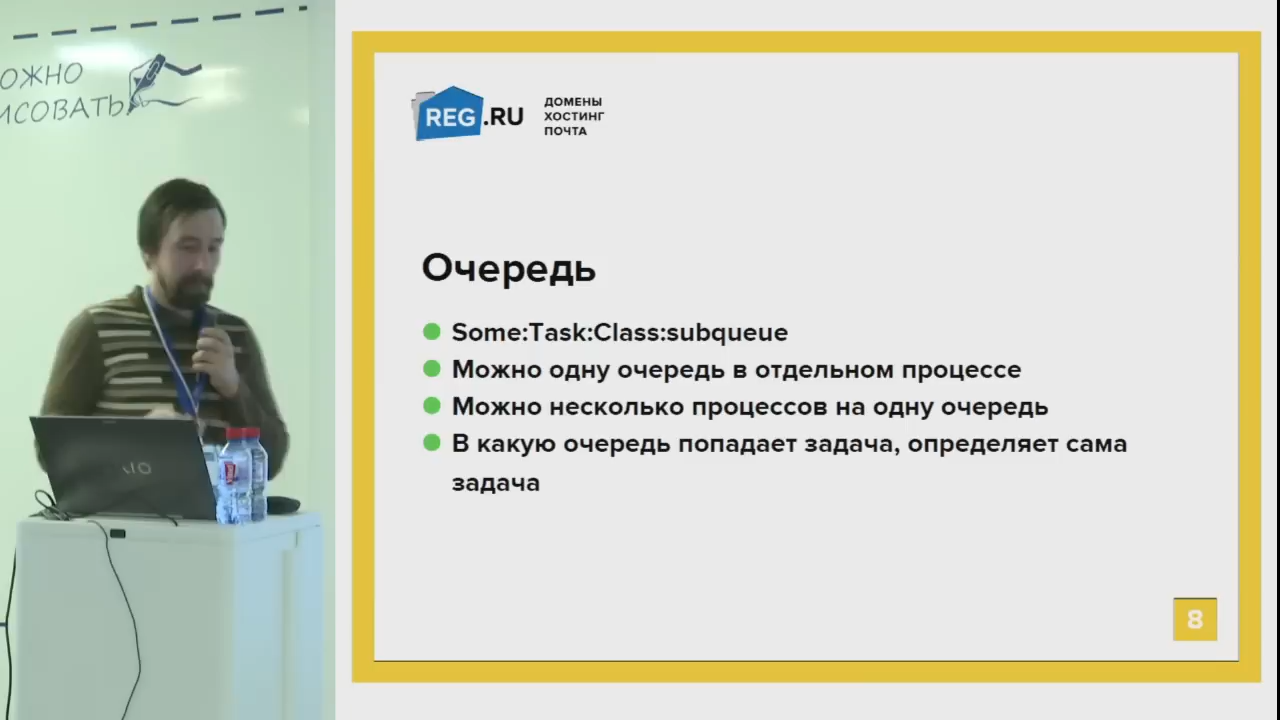 ОЖНО
ИСОВАТЬ
REG.RU
ДОМЕНЫ
ХОСТИНГ
ПОЧТА
Очередь
Some:Task:Class:subqueue
Можно одну очередь в отдельном процессе
Можно несколько процессов на одну очередь
В какую очередь попадает задача, определяет сама
задача
8